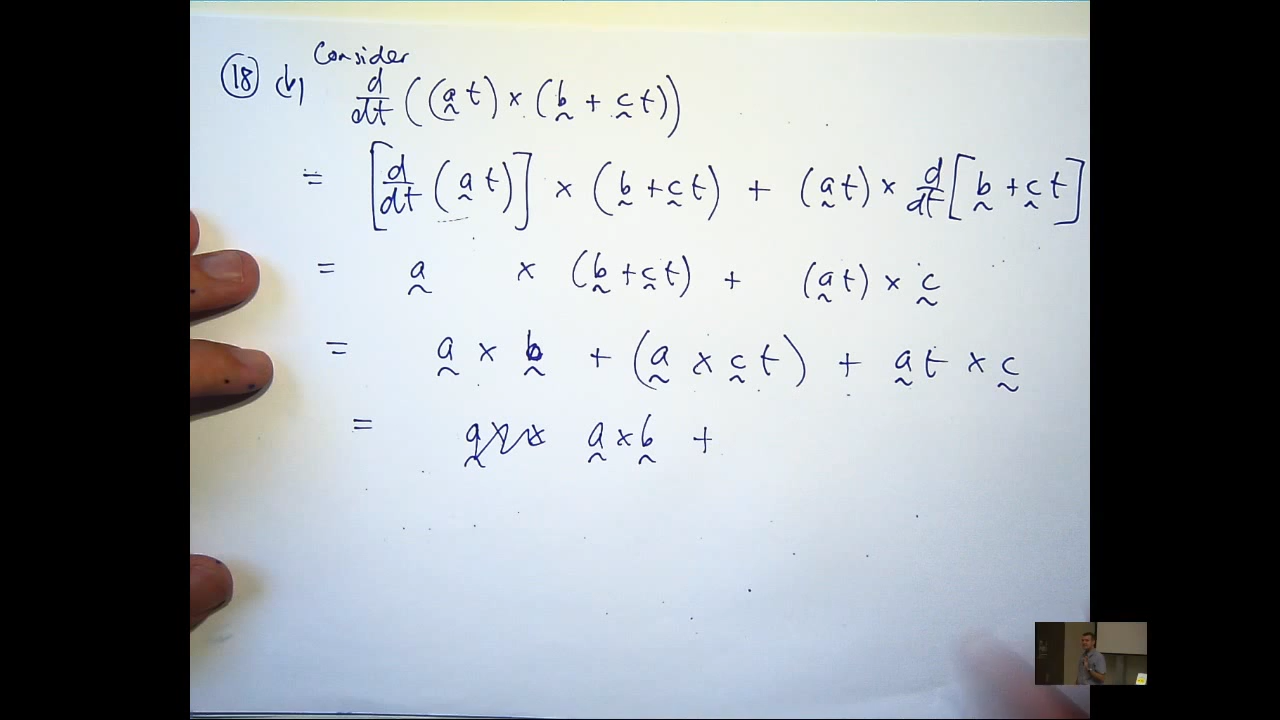 Consider
(18) (b) d/dt ((a̰ t) × (b̰ + c̰ t))
= [d/dt (a̰ t)] × (b̰ + c̰ t) + (a̰ t) × d/dt [b̰ + c̰ t]
= a̰ × (b̰ + c̰ t) + (a̰ t) × c̰
= a̰ × b̰ + (a̰ × c̰ t) + a̰ t × c̰
= a̰ × b̰ +